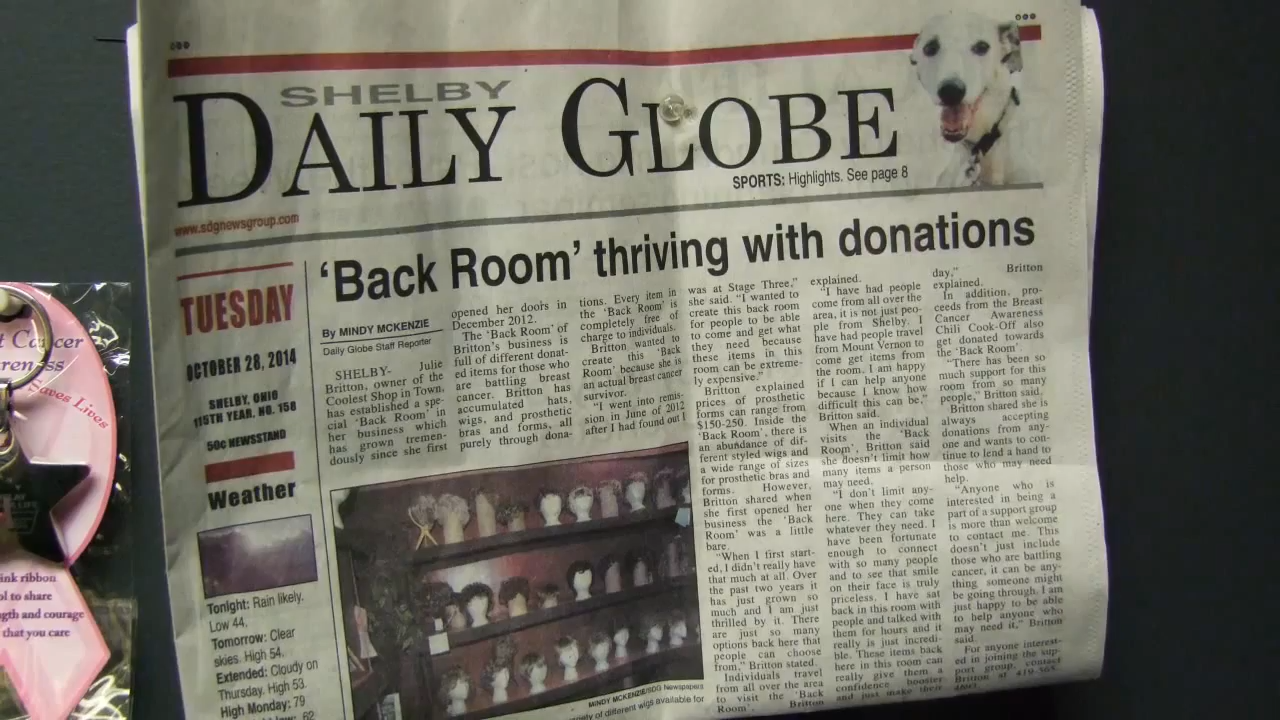 SHELBY
DAILY GLOBE
SPORTS: Highlights. See page 8
www.sdgnewsgroup.com
'Back Room' thriving with donations
TUESDAY
OCTOBER 28, 2014
SHELBY, OHIO
115TH YEAR. NO. 158
50¢ NEWSSTAND
Weather
Tonight: Rain likely.
Low 44.
Tomorrow: Clear
skies. High 54.
Extended: Cloudy on
Thursday. High 53.
High Monday: 79
62
By MINDY MCKENZIE
Daily Globe Staff Reporter
SHELBY- Julie
Britton, owner of the
Coolest Shop in Town,
has established a spe-
cial 'Back Room' in
her business which
has grown tremen-
dously since she first
opened her doors in
December 2012.
The 'Back Room' of
Britton's business is
full of different donat-
ed items for those who
are battling breast
cancer. Britton has
accumulated hats,
wigs, and prosthetic
bras and forms, all
purely through dona-
tions. Every item in
the 'Back Room' is
completely free of
charge to individuals.
Britton wanted to
create this 'Back
Room' because she is
an actual breast cancer
survivor.
"I went into remis-
sion in June of 2012
after I had found out I
was at Stage Three,"
she said. "I wanted to
create this back room
for people to be able
to come and get what
they need because
these items in this
room can be extreme-
ly expensive."
Britton explained
prices of prosthetic
forms can range from
$150-250. Inside the
'Back Room', there is
an abundance of dif-
ferent styled wigs and
a wide range of sizes
for prosthetic bras and
forms. However,
Britton shared when
she first opened her
business the 'Back
Room' was a little
bare.
"When I first start-
ed, I didn't really have
that much at all. Over
the past two years it
has just grown so
much and I am just
thrilled by it. There
are just so many
options back here that
people can choose
from," Britton stated.
Individuals travel
from all over the area
to visit the 'Back
Room'. Britton
explained.
"I have had people
come from all over the
area, it is not just peo-
ple from Shelby. I
have had people travel
from Mount Vernon to
come get items from
the room. I am happy
if I can help anyone
because I know how
difficult this can be,"
Britton said.
When an individual
visits the 'Back
Room', Britton said
she doesn't limit how
many items a person
may need.
"I don't limit any-
one when they come
here. They can take
whatever they need. I
have been fortunate
enough to connect
with so many people
and to see that smile
on their face is truly
priceless. I have sat
back in this room with
people and talked with
them for hours and it
really is just incredi-
ble. These items back
here in this room can
really give them a
confidence booster
and just make their
day," Britton
explained.
In addition, pro-
ceeds from the Breast
Cancer Awareness
Chili Cook-Off also
get donated towards
the 'Back Room'.
"There has been so
much support for this
room from so many
people," Britton said.
Britton shared she is
always accepting
donations from any-
one and wants to con-
tinue to lend a hand to
those who may need
help.
"Anyone who is
interested in being a
part of a support group
is more than welcome
to contact me. This
doesn't just include
those who are battling
cancer, it can be any-
thing someone might
be going through. I am
just happy to be able
to help anyone who
may need it," Britton
said.
For anyone interest-
ed in joining the sup-
port group, contact
Britton at 419-565-
MINDY MCKENZIE/SDG Newspapers
variety of different wigs available for
t Cancer
Saves Lives
ink ribbon
ol to share
gth and courage
that you care